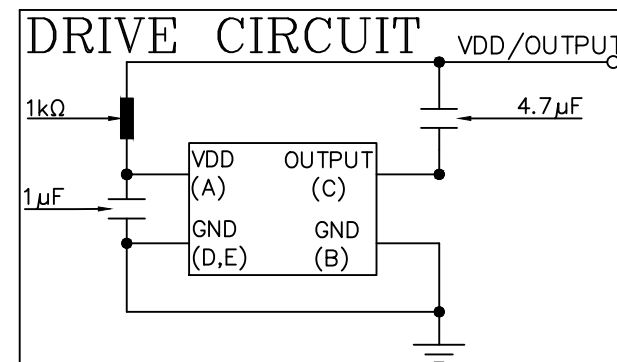 DRIVE CIRCUIT
VDD/OUTPUT
1kΩ
4.7µF
VDD
OUTPUT
(A)
(C)
1µF
GND
GND
(D,E)
(B)